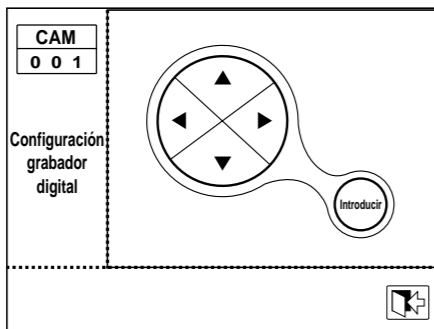 CAM
0 0 1
Configuración
grabador
digital
Introducir